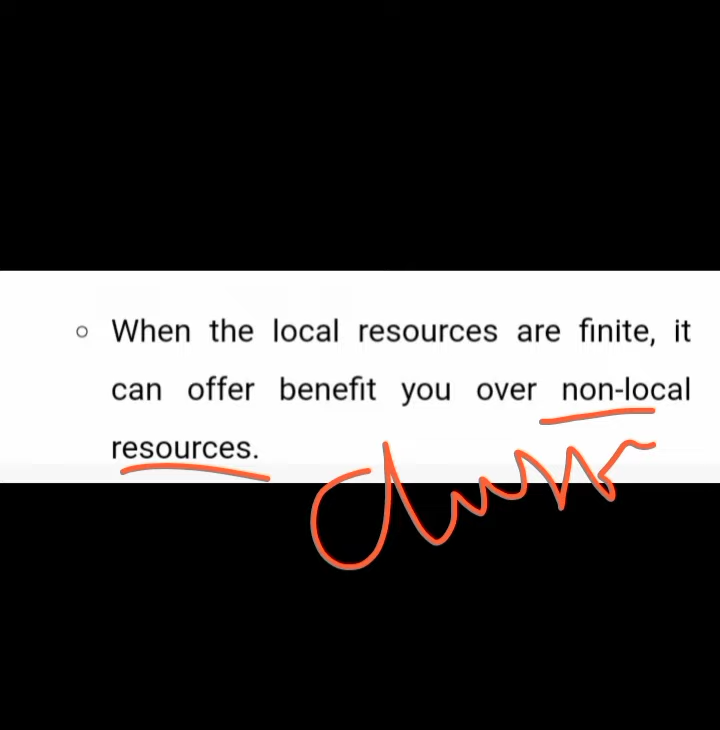 ○ When the local resources are finite, it
can offer benefit you over non-local
resources.